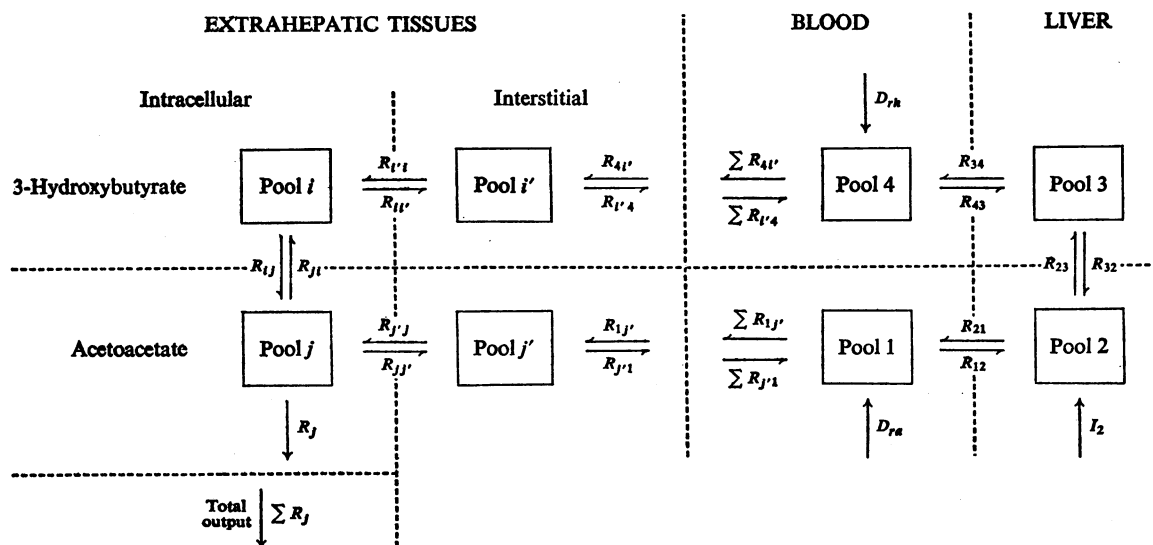 EXTRAHEPATIC TISSUES BLOOD LIVER
Intracellular Interstitial
D_rh
3-Hydroxybutyrate Pool i R_i'i R_ii' Pool i' R_4i' R_i'4 ∑ R_4i' ∑ R_i'4 Pool 4 R_34 R_43 Pool 3
R_ij R_ji R_23 R_32
Acetoacetate Pool j R_j'j R_jj' Pool j' R_1j' R_j'1 ∑ R_1j' ∑ R_j'1 Pool 1 R_21 R_12 Pool 2
R_j D_ra I_2
Total
output ∑ R_j